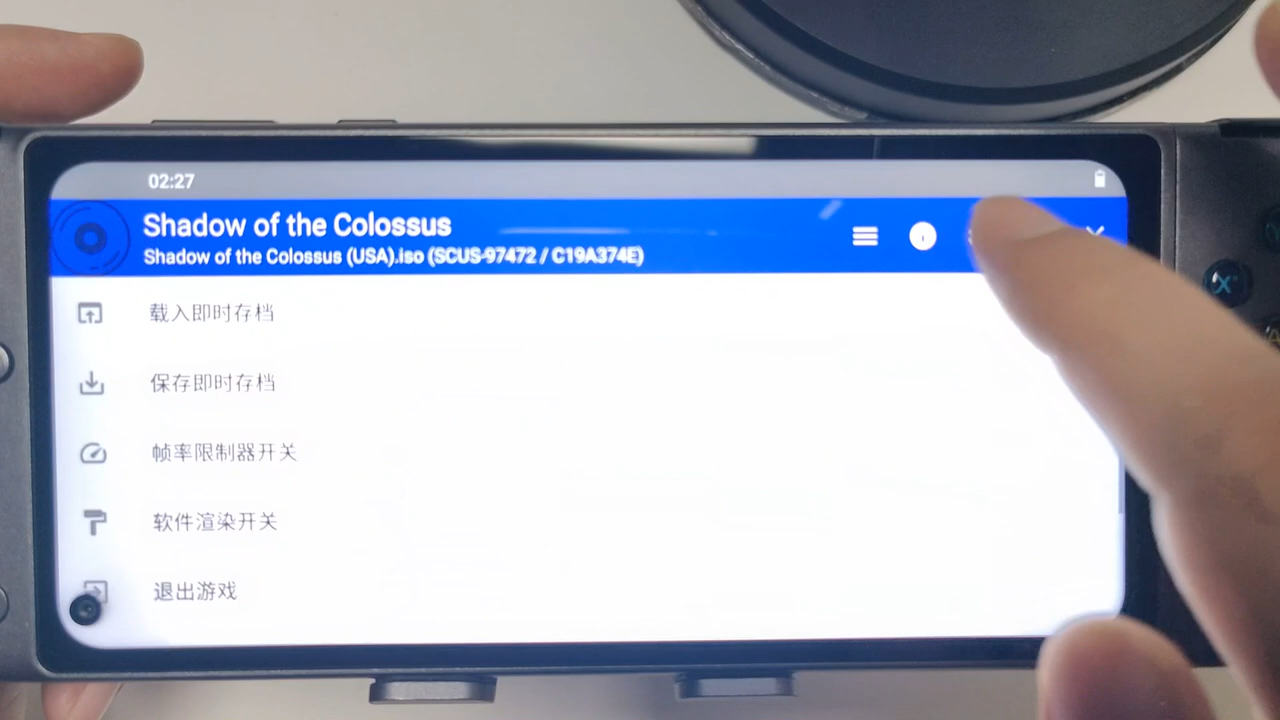 02:27
Shadow of the Colossus
Shadow of the Colossus (USA).iso (SCUS-97472 / C19A374E)
载入即时存档
保存即时存档
帧率限制器开关
软件渲染开关
退出游戏
X